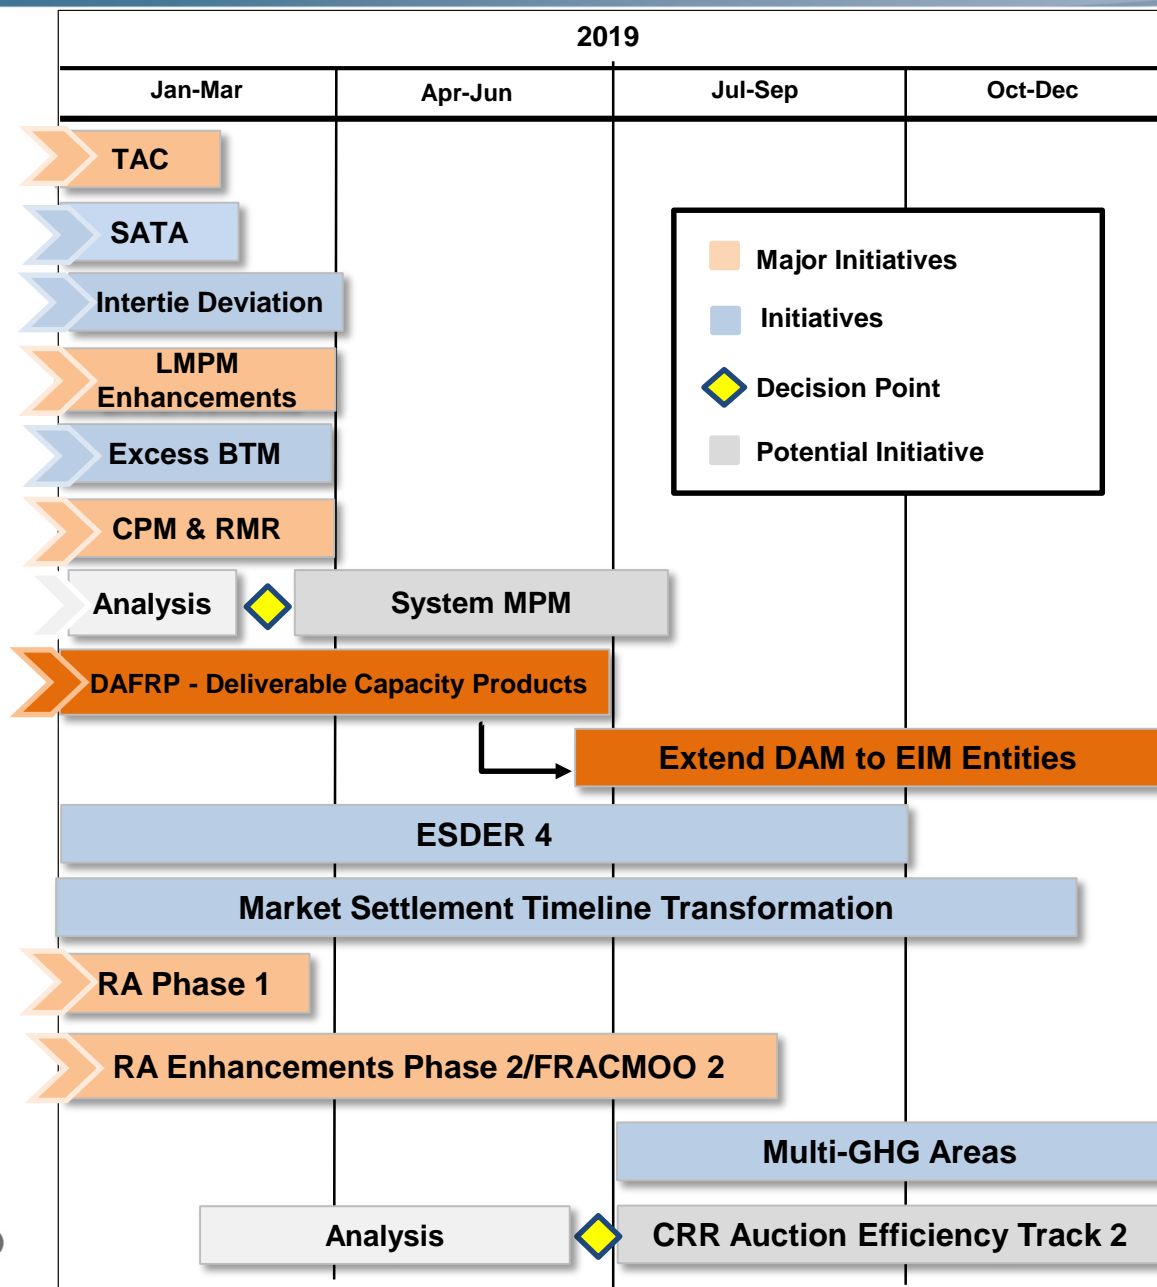 2019
Jan-Mar
Apr-Jun
Jul-Sep
Oct-Dec
TAC
SATA
Intertie Deviation
LMPM
Enhancements
Excess BTM
CPM & RMR
Major Initiatives
Initiatives
Decision Point
Potential Initiative
Analysis
System MPM
DAFRP - Deliverable Capacity Products
Extend DAM to EIM Entities
ESDER 4
Market Settlement Timeline Transformation
RA Phase 1
RA Enhancements Phase 2/FRACMOO 2
Multi-GHG Areas
Analysis
CRR Auction Efficiency Track 2